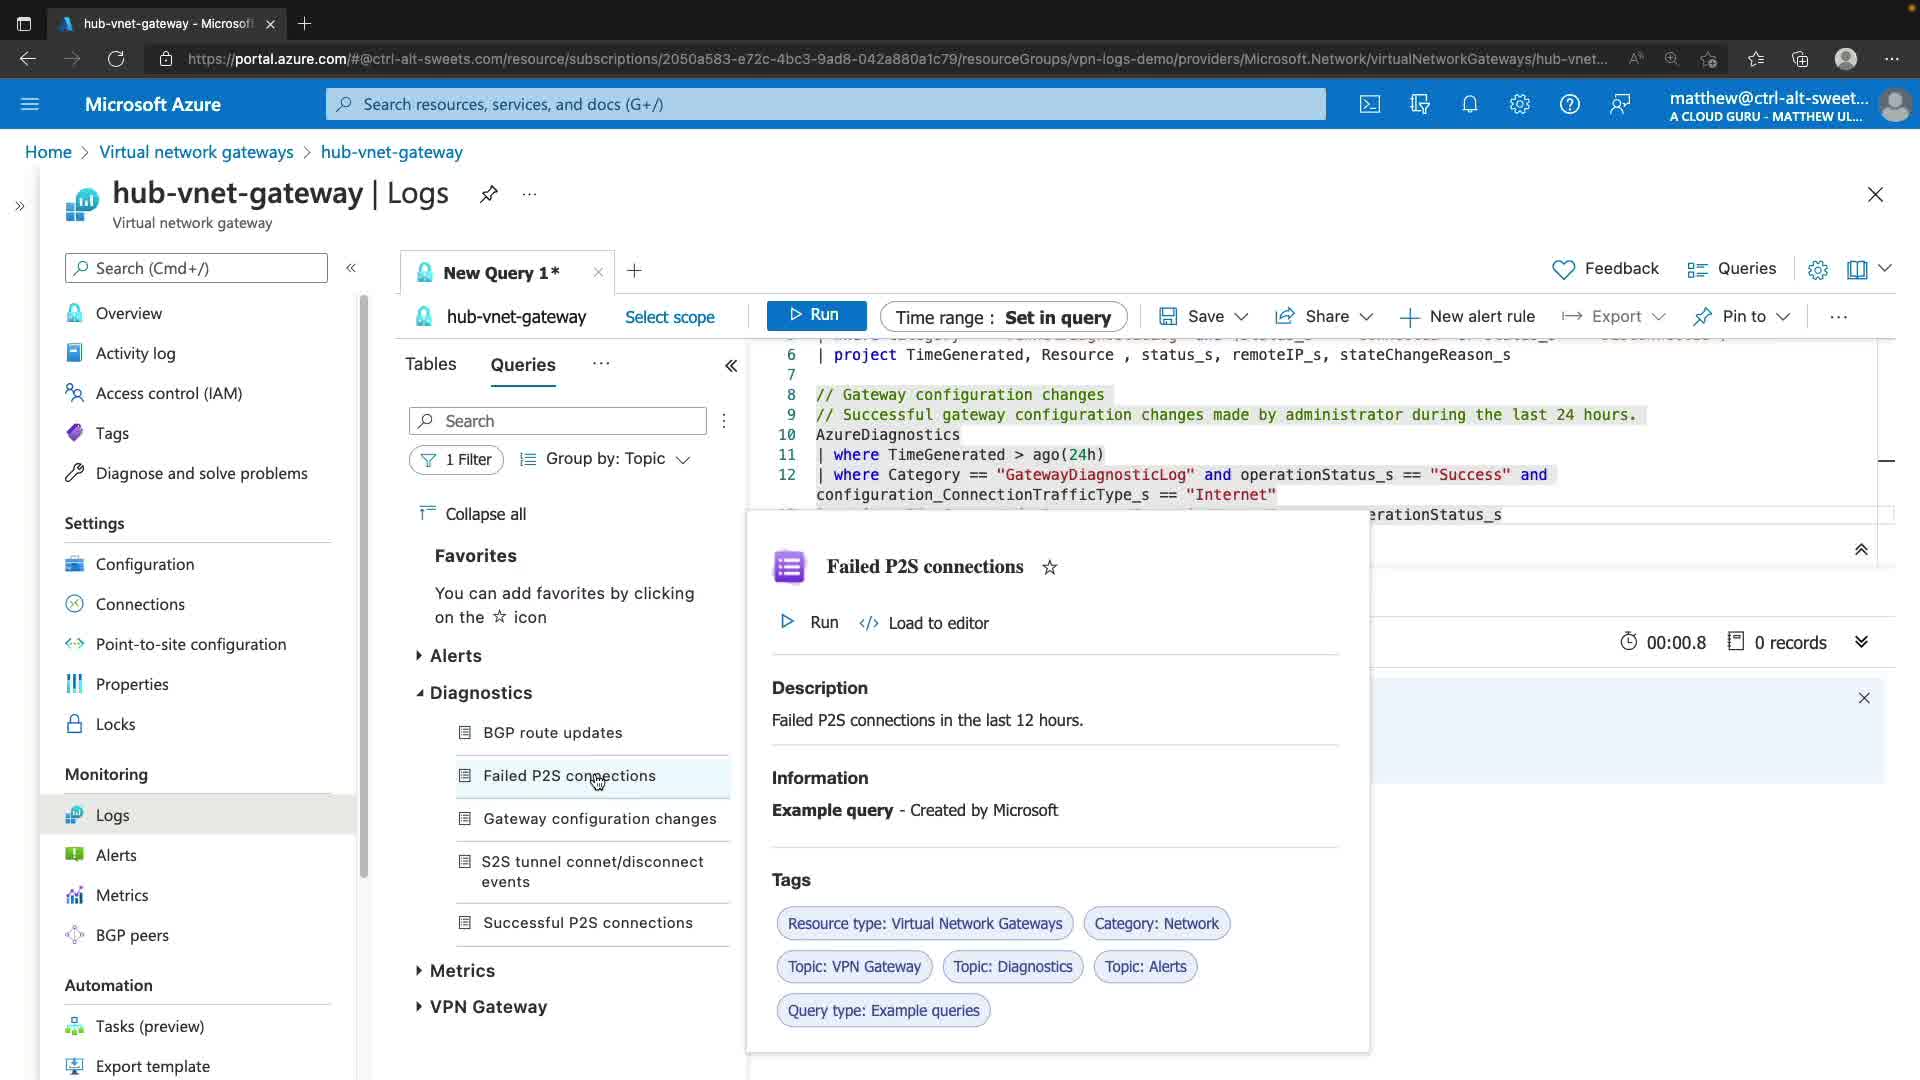 hub-vnet-gateway - Microsof
https://portal.azure.com/#@ctrl-alt-sweets.com/resource/subscriptions/2050a583-e72c-4bc3-9ad8-042a880a1c79/resourceGroups/vpn-logs-demo/providers/Microsoft.Network/virtualNetworkGateways/hub-vnet...
Microsoft Azure
Search resources, services, and docs (G+/)
matthew@ctrl-alt-sweet...
A CLOUD GURU - MATTHEW UL...
Home > Virtual network gateways > hub-vnet-gateway
hub-vnet-gateway | Logs
Virtual network gateway
Search (Cmd+/)
Overview
Activity log
Access control (IAM)
Tags
Diagnose and solve problems
Settings
Configuration
Connections
Point-to-site configuration
Properties
Locks
Monitoring
Logs
Alerts
Metrics
BGP peers
Automation
Tasks (preview)
Export template
New Query 1*
Feedback
Queries
hub-vnet-gateway
Select scope
Run
Time range : Set in query
Save
Share
New alert rule
Export
Pin to
Tables
Queries
Search
1 Filter
Group by: Topic
Collapse all
Favorites
You can add favorites by clicking
on the ☆ icon
Alerts
Diagnostics
BGP route updates
Failed P2S connections
Gateway configuration changes
S2S tunnel connet/disconnect
events
Successful P2S connections
Metrics
VPN Gateway
6 | project TimeGenerated, Resource , status_s, remoteIP_s, stateChangeReason_s
7
8 // Gateway configuration changes
9 // Successful gateway configuration changes made by administrator during the last 24 hours.
10 AzureDiagnostics
11 | where TimeGenerated > ago(24h)
12 | where Category == "GatewayDiagnosticLog" and operationStatus_s == "Success" and
configuration_ConnectionTrafficType_s == "Internet"
erationStatus_s
Failed P2S connections
Run
</> Load to editor
Description
Failed P2S connections in the last 12 hours.
Information
Example query - Created by Microsoft
Tags
Resource type: Virtual Network Gateways
Category: Network
Topic: VPN Gateway
Topic: Diagnostics
Topic: Alerts
Query type: Example queries
00:00.8
0 records